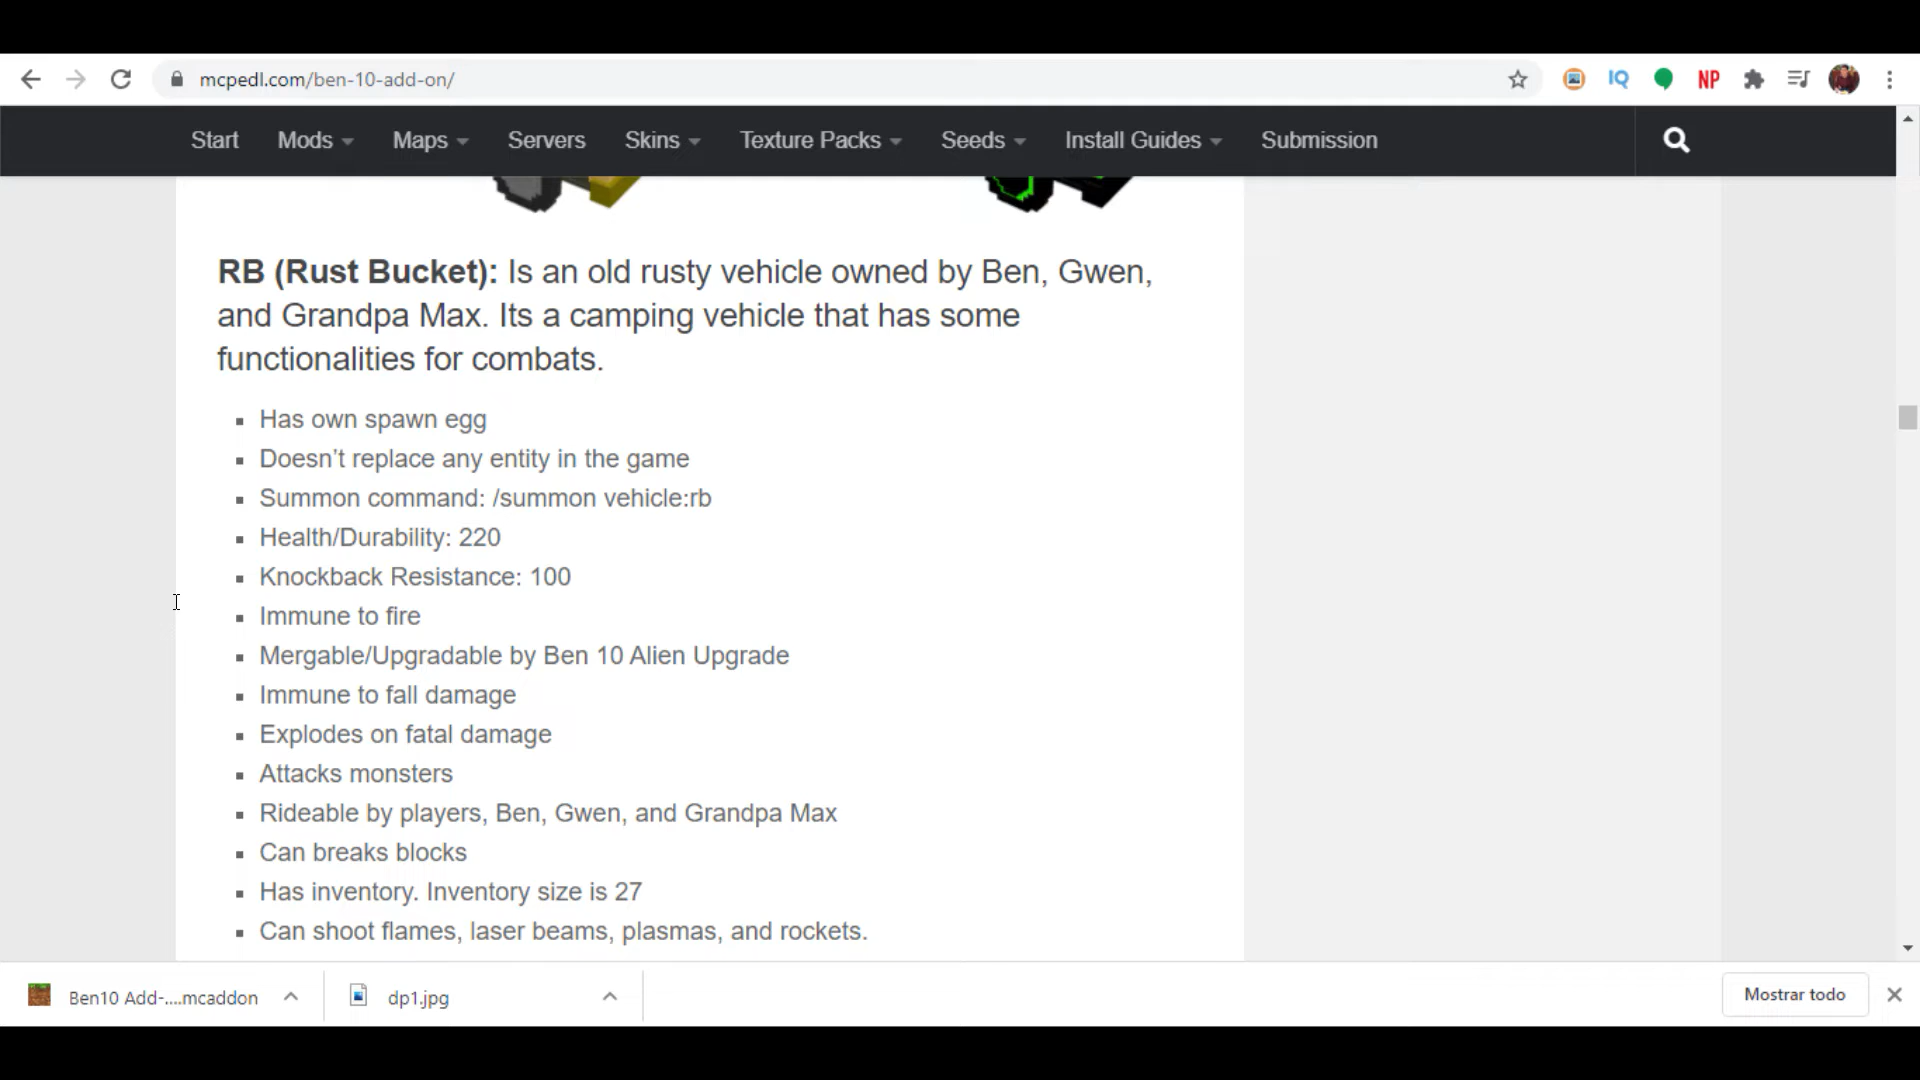 mcpedl.com/ben-10-add-on/
IQ
NP
Start Mods Maps Servers Skins Texture Packs Seeds Install Guides Submission
RB (Rust Bucket): Is an old rusty vehicle owned by Ben, Gwen,
and Grandpa Max. Its a camping vehicle that has some
functionalities for combats.
Has own spawn egg
Doesn’t replace any entity in the game
Summon command: /summon vehicle:rb
Health/Durability: 220
Knockback Resistance: 100
Immune to fire
Mergable/Upgradable by Ben 10 Alien Upgrade
Immune to fall damage
Explodes on fatal damage
Attacks monsters
Rideable by players, Ben, Gwen, and Grandpa Max
Can breaks blocks
Has inventory. Inventory size is 27
Can shoot flames, laser beams, plasmas, and rockets.
Ben10 Add-....mcaddon
dp1.jpg
Mostrar todo